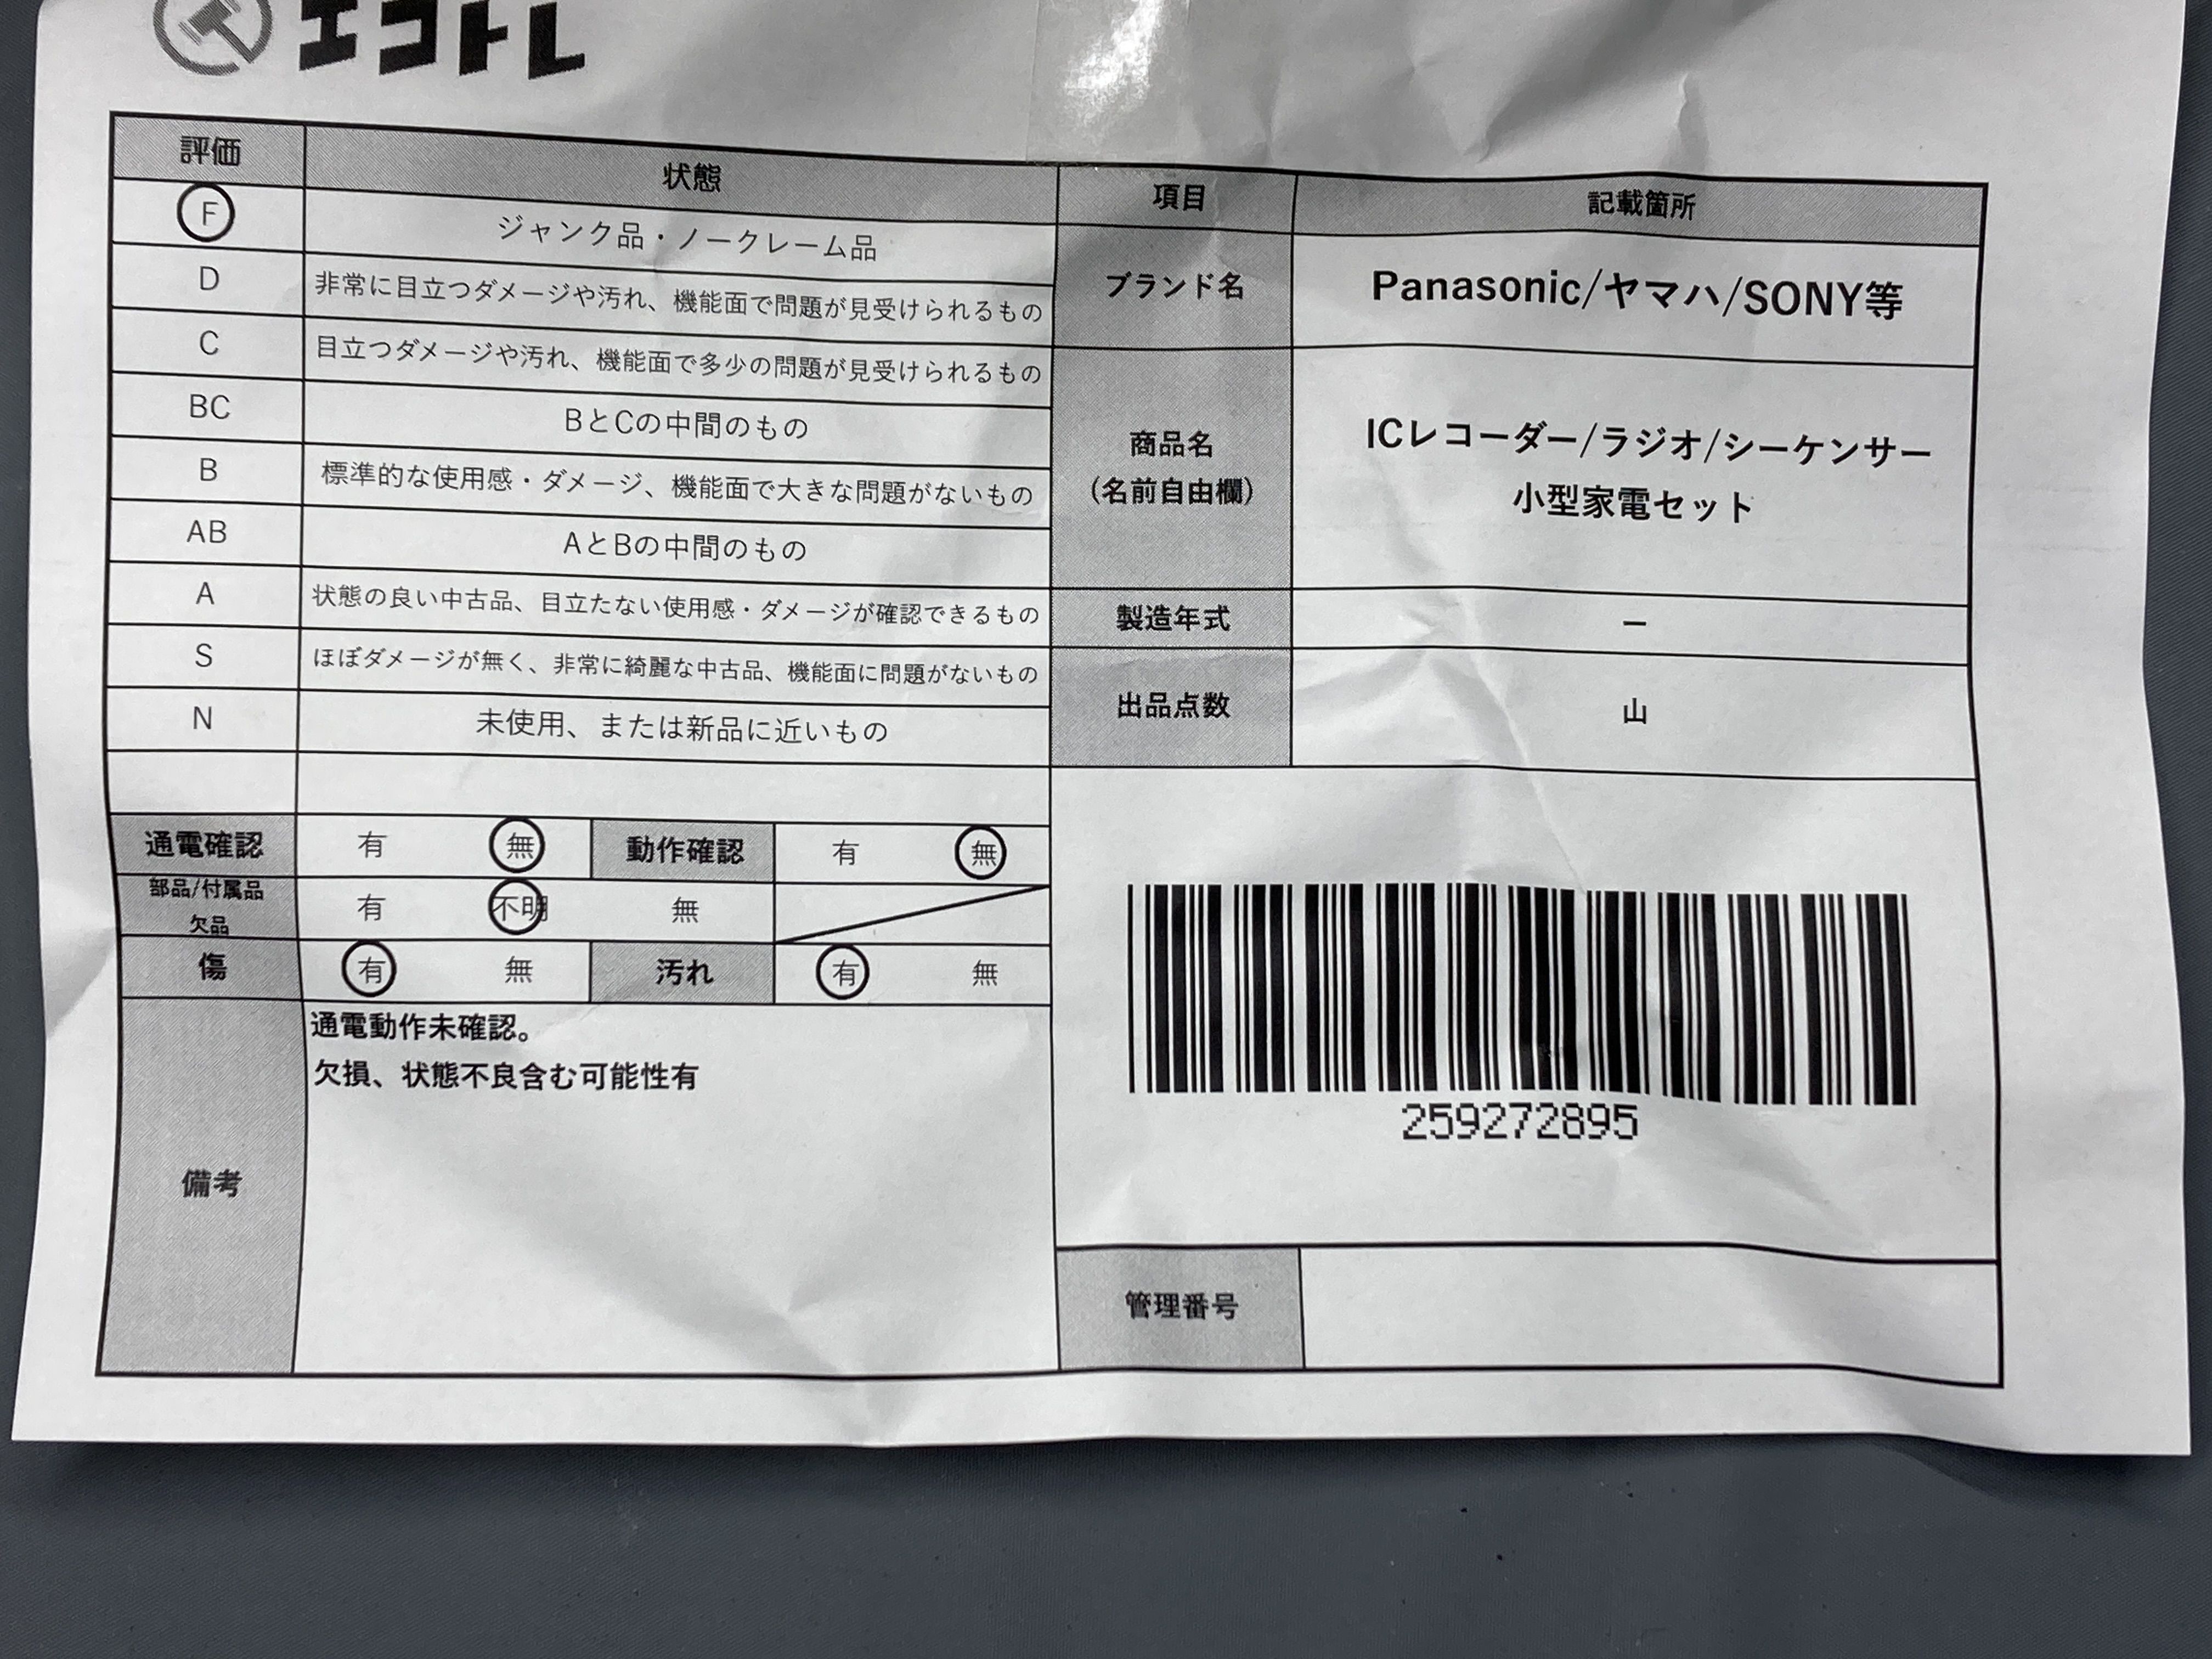 エコトレ
評価 状態
F ジャンク品・ノークレーム品
D 非常に目立つダメージや汚れ、機能面で問題が見受けられるもの
C 目立つダメージや汚れ、機能面で多少の問題が見受けられるもの
BC BとCの中間のもの
B 標準的な使用感・ダメージ、機能面で大きな問題がないもの
AB AとBの中間のもの
A 状態の良い中古品、目立たない使用感・ダメージが確認できるもの
S ほぼダメージが無く、非常に綺麗な中古品、機能面に問題がないもの
N 未使用、または新品に近いもの
通電確認 有 無 動作確認 有 無
部品/付属品
欠品 有 不明 無
傷 有 無 汚れ 有 無
備考
通電動作未確認。
欠損、状態不良含む可能性有
項目 記載箇所
ブランド名 Panasonic/ヤマハ/SONY等
商品名
(名前自由欄)
ICレコーダー/ラジオ/シーケンサー
小型家電セット
製造年式 ー
出品点数 山
259272895
管理番号